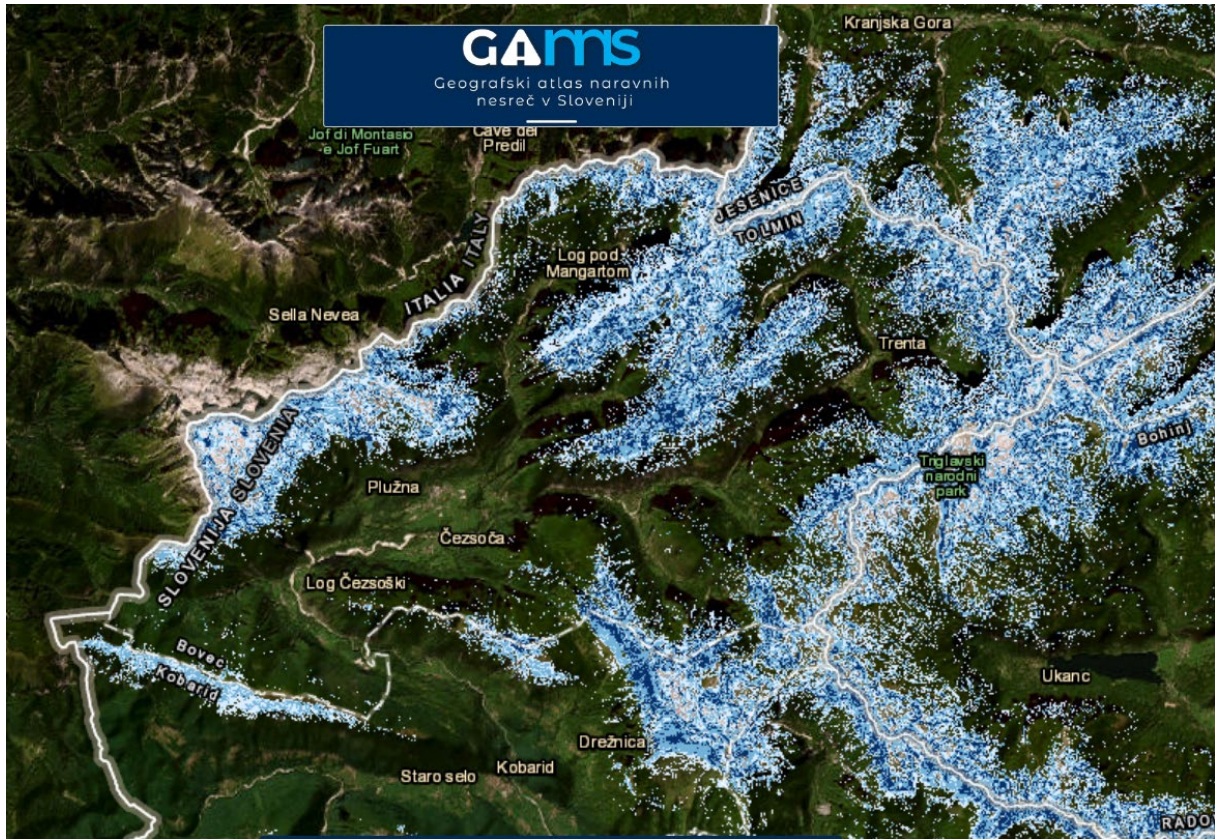 Kranjska Gora
GAMS
Geografski atlas naravnih
nesreč v Sloveniji
Jof di Montasio
e Jof Fuart
Cave del
Predil
JESENICE
TOLMIN
ITALIA ITALY
Log pod
Mangartom
Sella Nevea
Trenta
SLOVENIJA SLOVENIA
Bohinj
Triglavski
narodni
park
Plužna
Čezsoča
Log Čezsoški
Bovec
Kobarid
Ukanc
Drežnica
Kobarid
Staro selo
RADOV